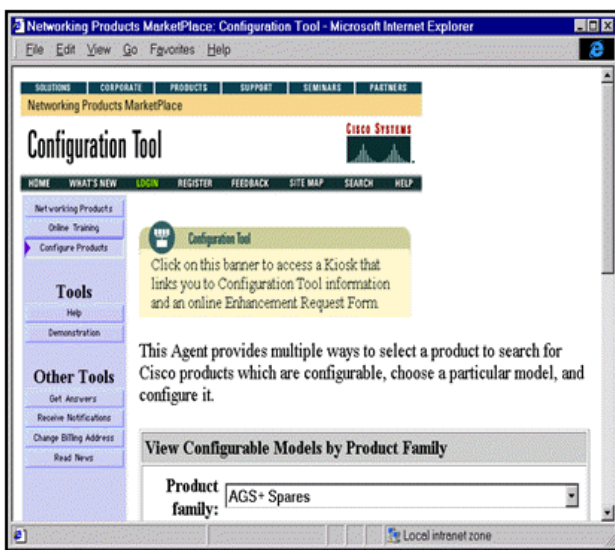 Networking Products MarketPlace: Configuration Tool - Microsoft Internet Explorer
File Edit View Go Favorites Help
SOLUTIONS CORPORATE PRODUCTS SUPPORT SEMINARS PARTNERS
Networking Products MarketPlace
Configuration Tool
CISCO SYSTEMS
HOME WHAT'S NEW LOGIN REGISTER FEEDBACK SITE MAP SEARCH HELP
Networking Products
Online Training
Configure Products
Tools
Help
Demonstration
Other Tools
Get Answers
Receive Notifications
Change Billing Address
Read News
Configuration Tool
Click on this banner to access a Kiosk that
links you to Configuration Tool information
and an online Enhancement Request Form.
This Agent provides multiple ways to select a product to search for
Cisco products which are configurable, choose a particular model, and
configure it.
View Configurable Models by Product Family
Product family: AGS+ Spares
Local intranet zone